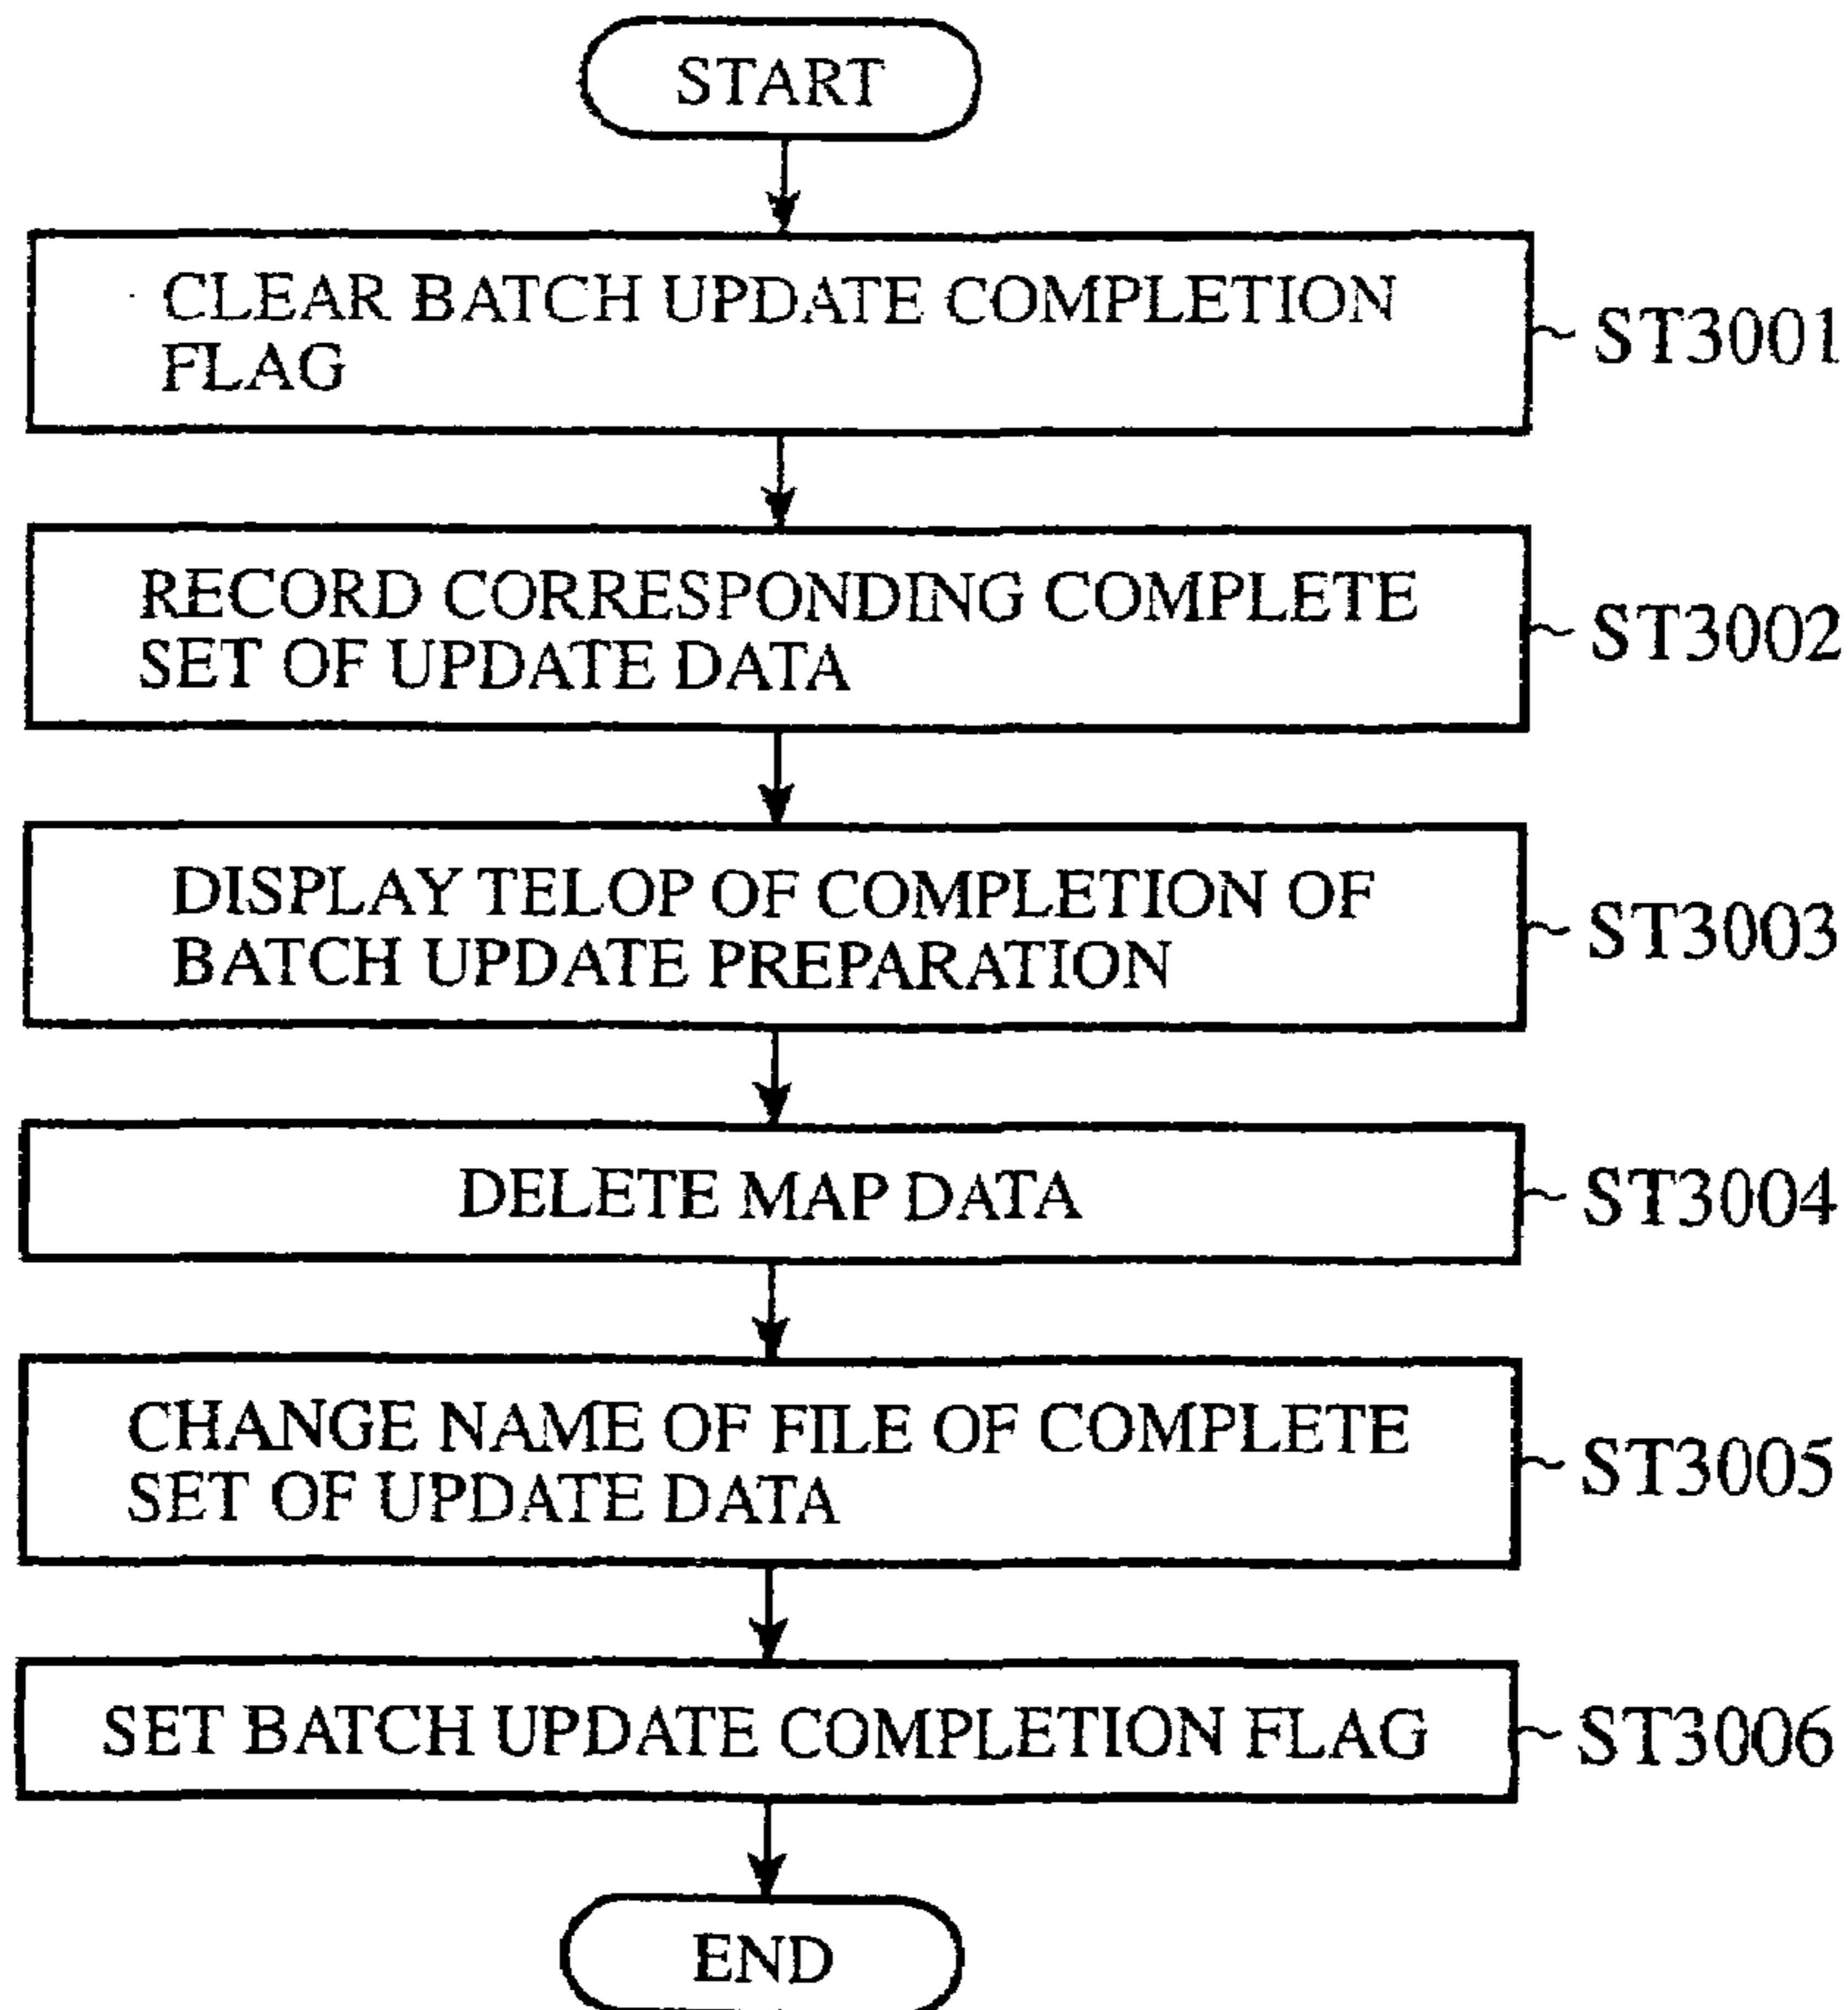 START
CLEAR BATCH UPDATE COMPLETION
FLAG
ST3001
RECORD CORRESPONDING COMPLETE
SET OF UPDATE DATA
ST3002
DISPLAY TELOP OF COMPLETION OF
BATCH UPDATE PREPARATION
ST3003
DELETE MAP DATA
ST3004
CHANGE NAME OF FILE OF COMPLETE
SET OF UPDATE DATA
ST3005
SET BATCH UPDATE COMPLETION FLAG
ST3006
END